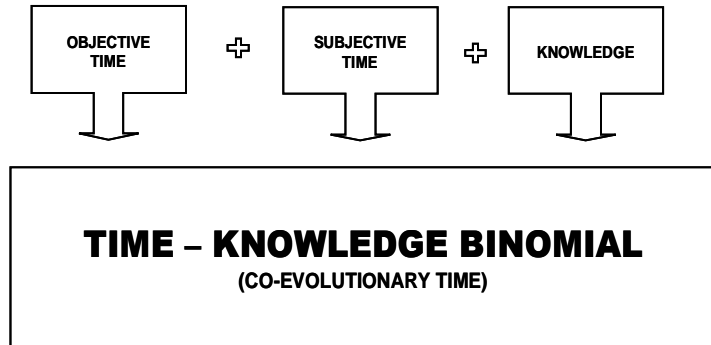 OBJECTIVE
TIME
SUBJECTIVE
TIME
KNOWLEDGE
TIME – KNOWLEDGE BINOMIAL
(CO-EVOLUTIONARY TIME)